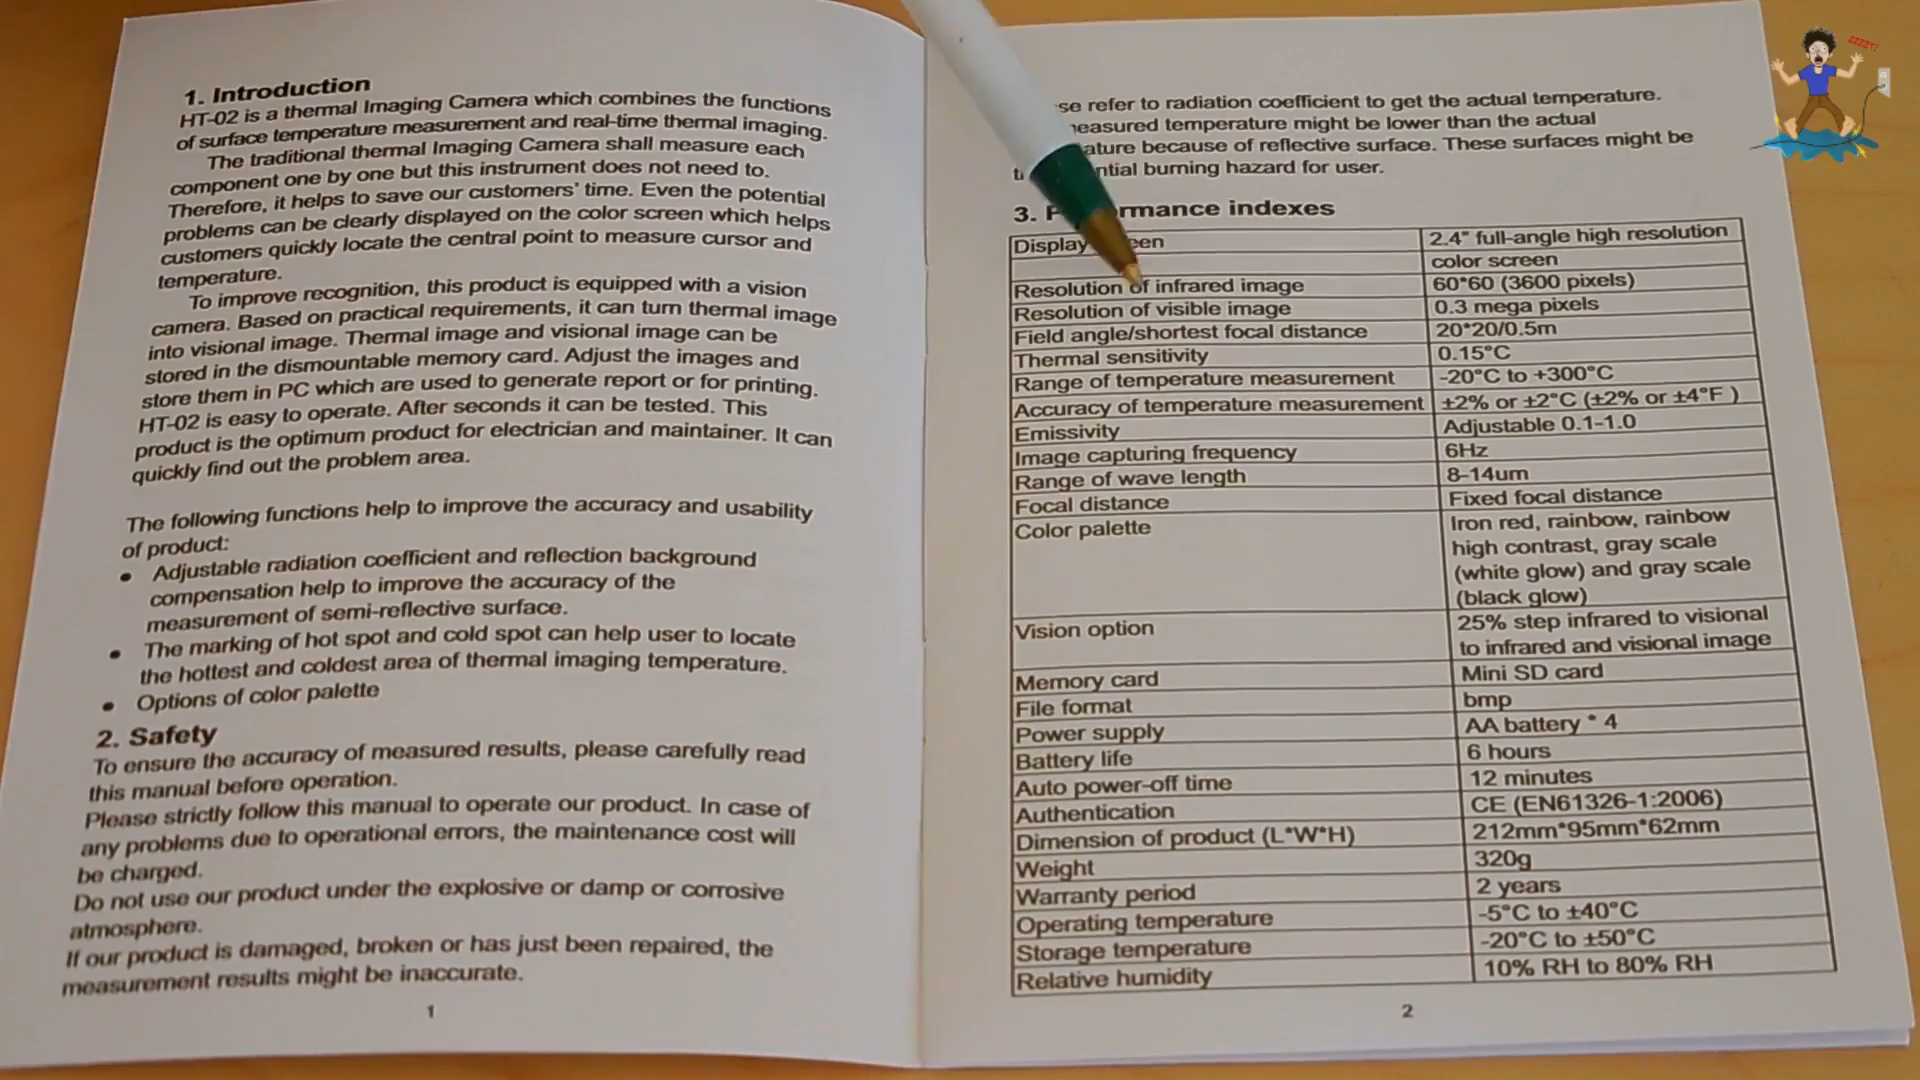 1. Introduction
HT-02 is a thermal Imaging Camera which combines the functions
of surface temperature measurement and real-time thermal imaging.
The traditional thermal Imaging Camera shall measure each
component one by one but this instrument does not need to.
Therefore, it helps to save our customers' time. Even the potential
problems can be clearly displayed on the color screen which helps
customers quickly locate the central point to measure cursor and
temperature.
To improve recognition, this product is equipped with a vision
camera. Based on practical requirements, it can turn thermal image
into visional image. Thermal image and visional image can be
stored in the dismountable memory card. Adjust the images and
store them in PC which are used to generate report or for printing.
HT-02 is easy to operate. After seconds it can be tested. This
product is the optimum product for electrician and maintainer. It can
quickly find out the problem area.
The following functions help to improve the accuracy and usability
of product:
• Adjustable radiation coefficient and reflection background
compensation help to improve the accuracy of the
measurement of semi-reflective surface.
• The marking of hot spot and cold spot can help user to locate
the hottest and coldest area of thermal imaging temperature.
• Options of color palette
2. Safety
To ensure the accuracy of measured results, please carefully read
this manual before operation.
Please strictly follow this manual to operate our product. In case of
any problems due to operational errors, the maintenance cost will
be charged.
Do not use our product under the explosive or damp or corrosive
atmosphere.
If our product is damaged, broken or has just been repaired, the
measurement results might be inaccurate.
1
refer to radiation coefficient to get the actual temperature.
temperature might be lower than the actual
because of reflective surface. These surfaces might be
burning hazard for user.
3. indexes
Display 2.4" full-angle high resolution
color screen
Resolution of infrared image 60*60 (3600 pixels)
Resolution of visible image 0.3 mega pixels
Field angle/shortest focal distance 20*20/0.5m
Thermal sensitivity 0.15°C
Range of temperature measurement -20°C to +300°C
Accuracy of temperature measurement ±2% or ±2°C (±2% or ±4°F )
Emissivity Adjustable 0.1-1.0
Image capturing frequency 6Hz
Range of wave length 8-14um
Focal distance Fixed focal distance
Color palette Iron red, rainbow, rainbow
high contrast, gray scale
(white glow) and gray scale
(black glow)
Vision option 25% step infrared to visional
to infrared and visional image
Memory card Mini SD card
File format bmp
Power supply AA battery * 4
Battery life 6 hours
Auto power-off time 12 minutes
Authentication CE (EN61326-1:2006)
Dimension of product (L*W*H) 212mm*95mm*62mm
Weight 320g
Warranty period 2 years
Operating temperature -5°C to ±40°C
Storage temperature -20°C to ±50°C
Relative humidity 10% RH to 80% RH
2